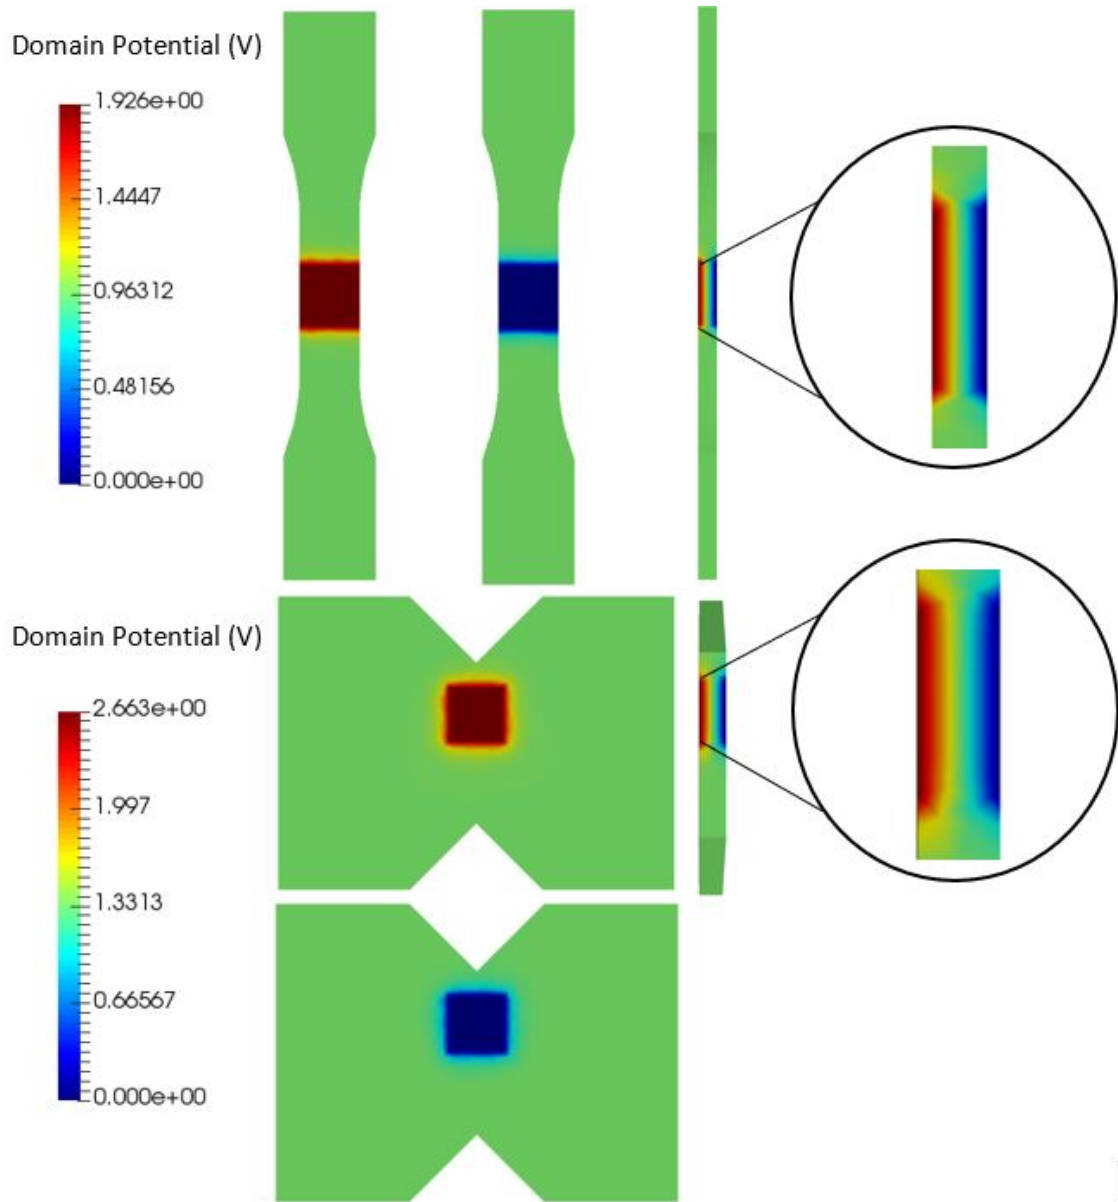 Domain Potential (V)
1.926e+00
1.4447
0.96312
0.48156
0.000e+00
Domain Potential (V)
2.663e+00
1.997
1.3313
0.66567
0.000e+00